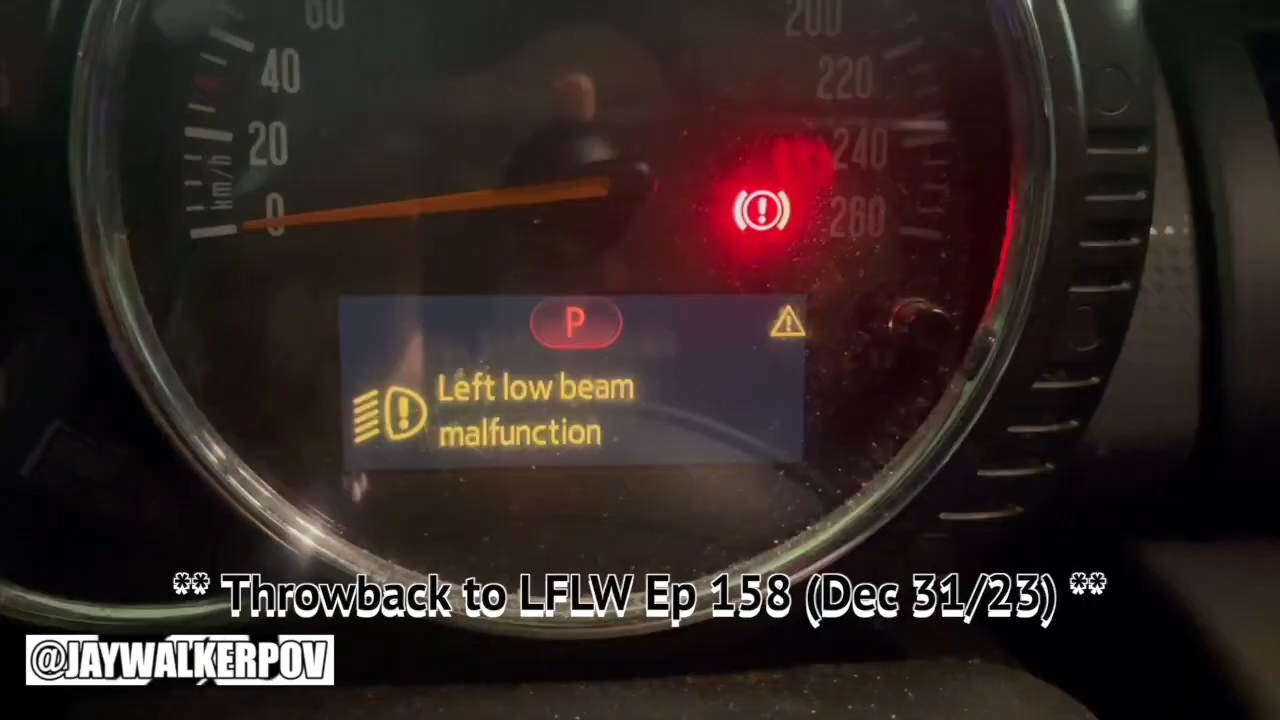 60
200
40
220
20
240
km/h
0
260
P
Left low beam
malfunction
** Throwback to LFLW Ep 158 (Dec 31/23) **
@JAYWALKERPOV